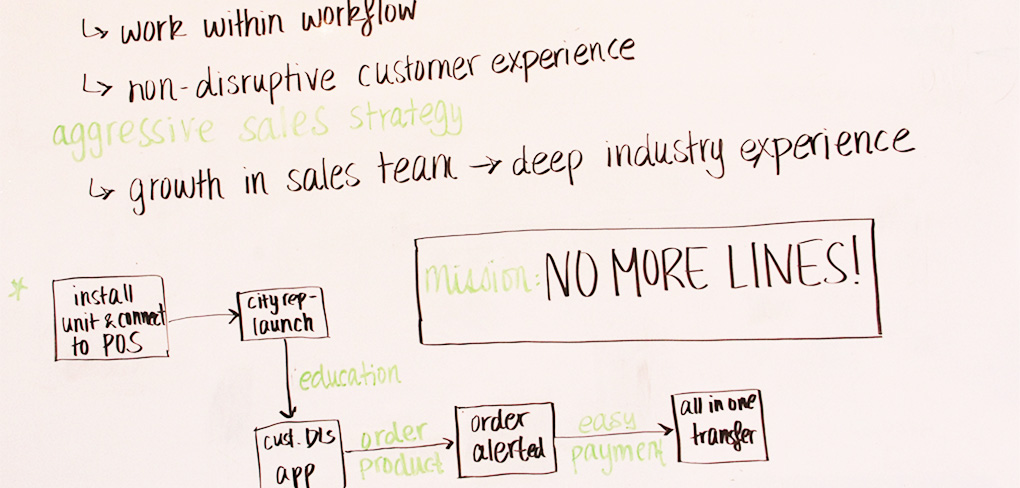 ↳ work within workflow
↳ non-disruptive customer experience
aggressive sales strategy
↳ growth in sales team → deep industry experience
mission: NO MORE LINES!
* install
unit & connect
to POS
city rep-
launch
education
cust. DLs
app
order
product
order
alerted
easy
payment
all in one
transfer